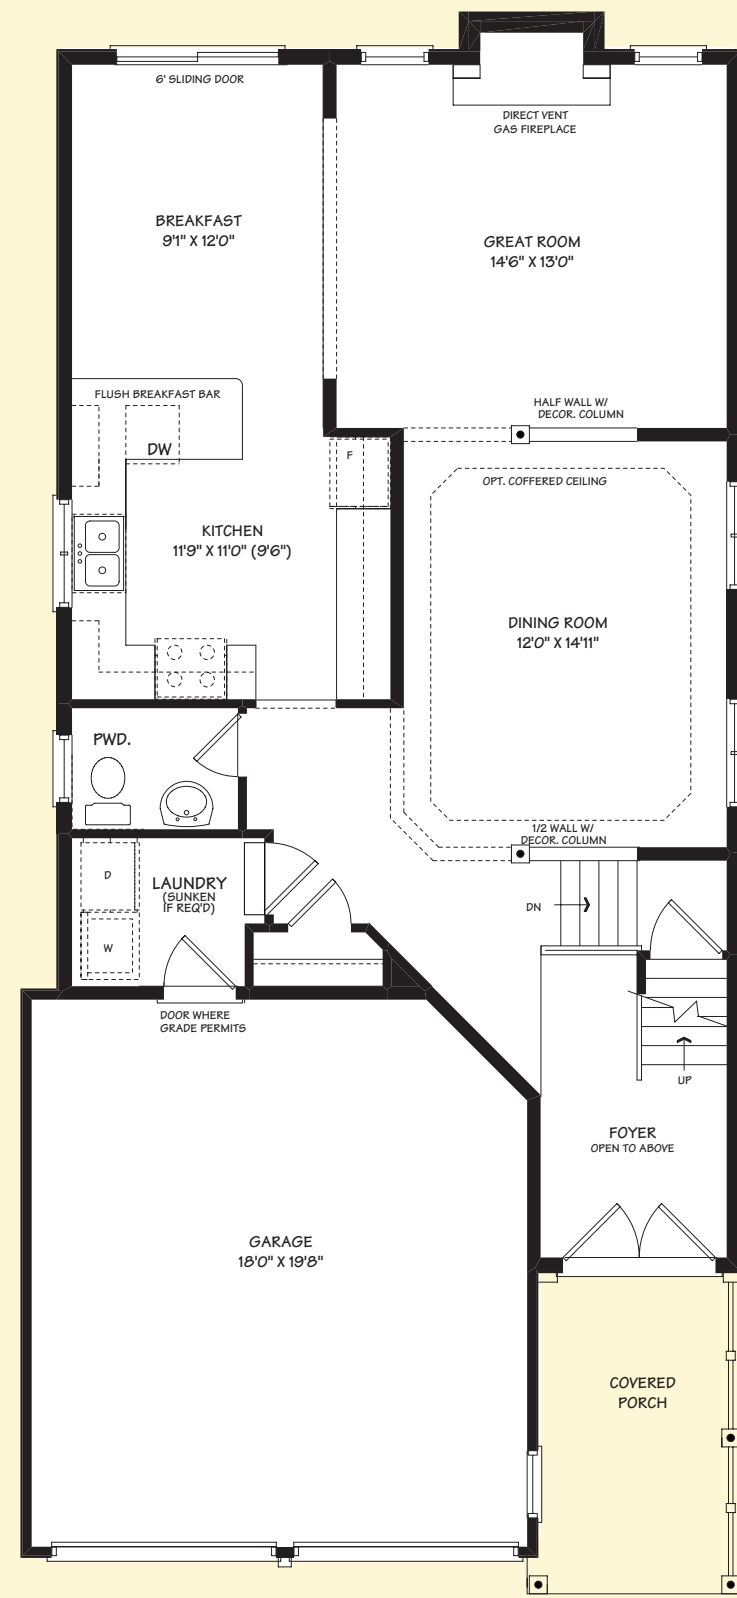 6' SLIDING DOOR
DIRECT VENT
GAS FIREPLACE
BREAKFAST
9'1" X 12'0"
GREAT ROOM
14'6" X 13'0"
FLUSH BREAKFAST BAR
DW
HALF WALL W/
DECOR. COLUMN
F
OPT. COFFERED CEILING
KITCHEN
11'9" X 11'0" (9'6")
DINING ROOM
12'0" X 14'11"
PWD.
1/2 WALL W/
DECOR. COLUMN
D
LAUNDRY
(SUNKEN
IF REQ'D)
W
DN
DOOR WHERE
GRADE PERMITS
UP
FOYER
OPEN TO ABOVE
GARAGE
18'0" X 19'8"
COVERED
PORCH